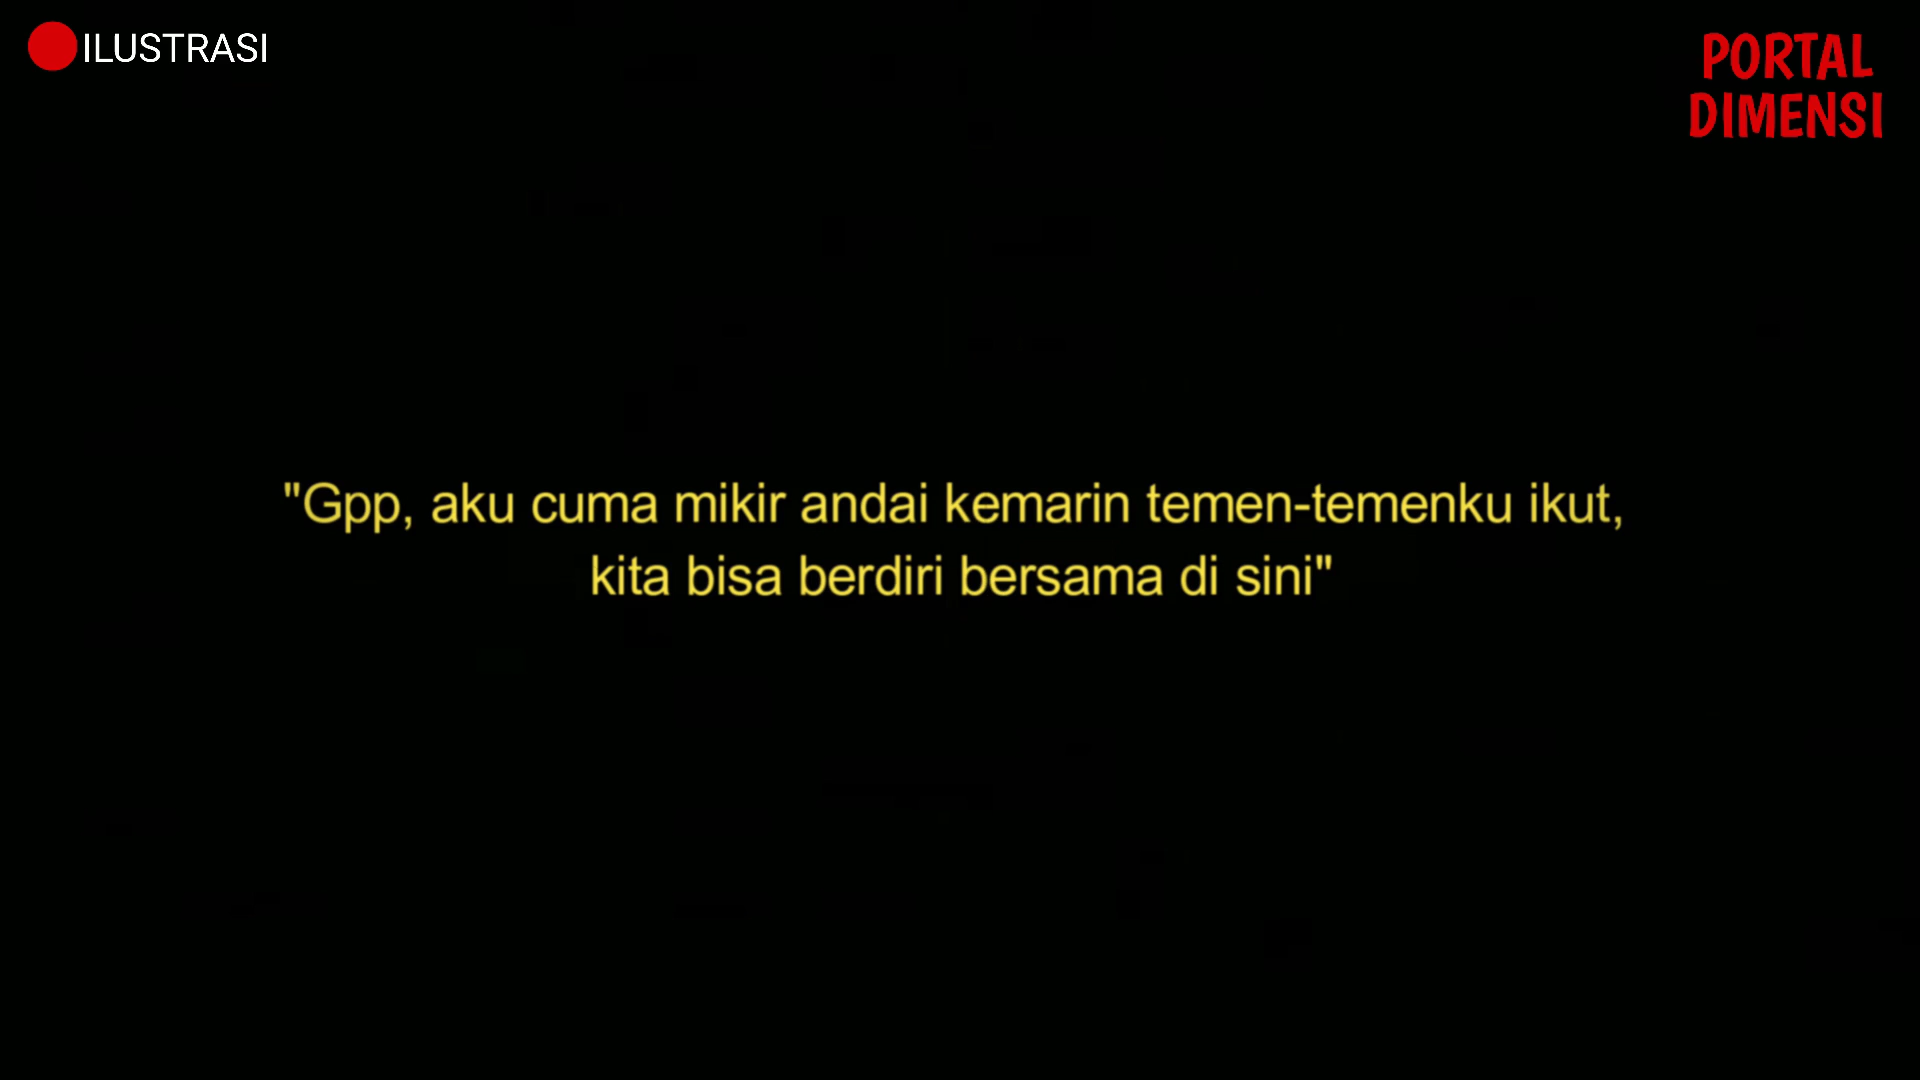 ILUSTRASI
PORTAL
DIMENSI
"Gpp, aku cuma mikir andai kemarin temen-temenku ikut,
kita bisa berdiri bersama di sini"